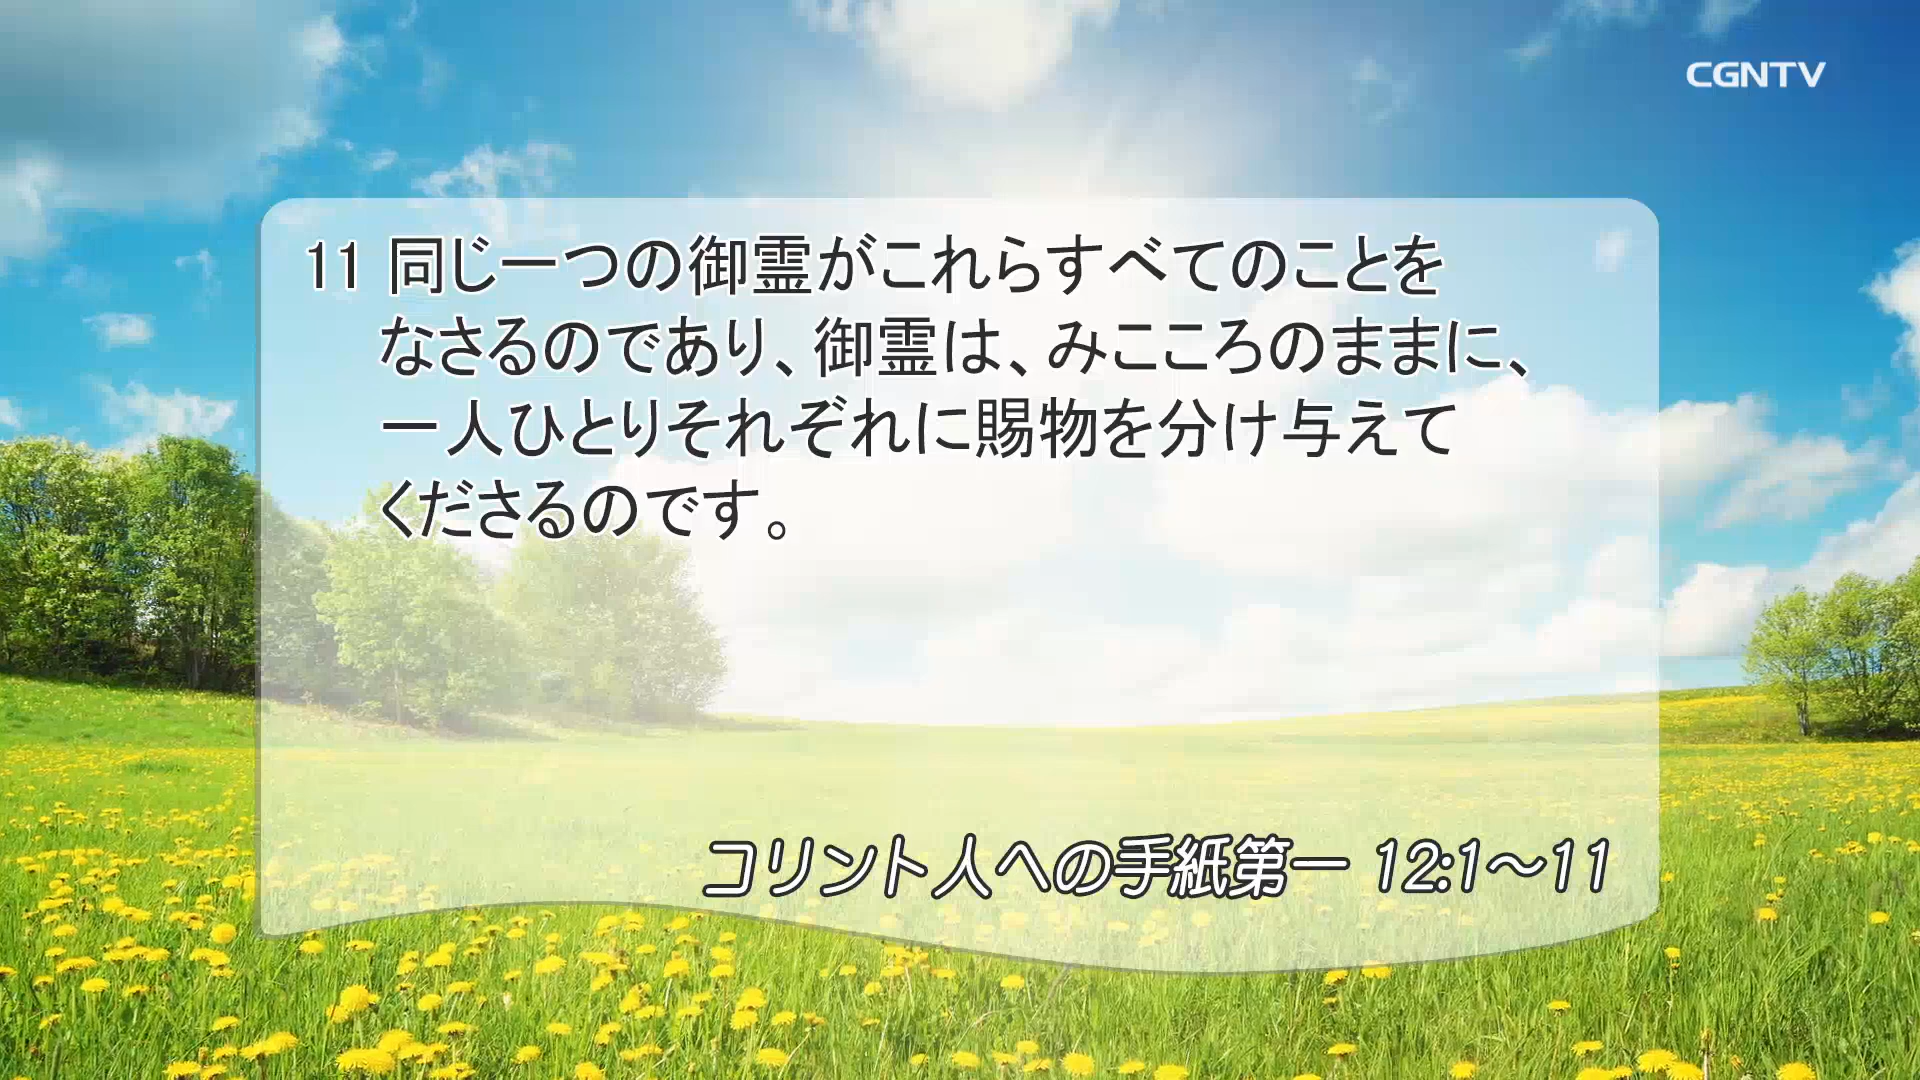 CGNTV
11 同じ一つの御霊がこれらすべてのことを
なさるのであり、御霊は、みこころのままに、
一人ひとりそれぞれに賜物を分け与えて
くださるのです。
コリント人への手紙第一 12:1～11